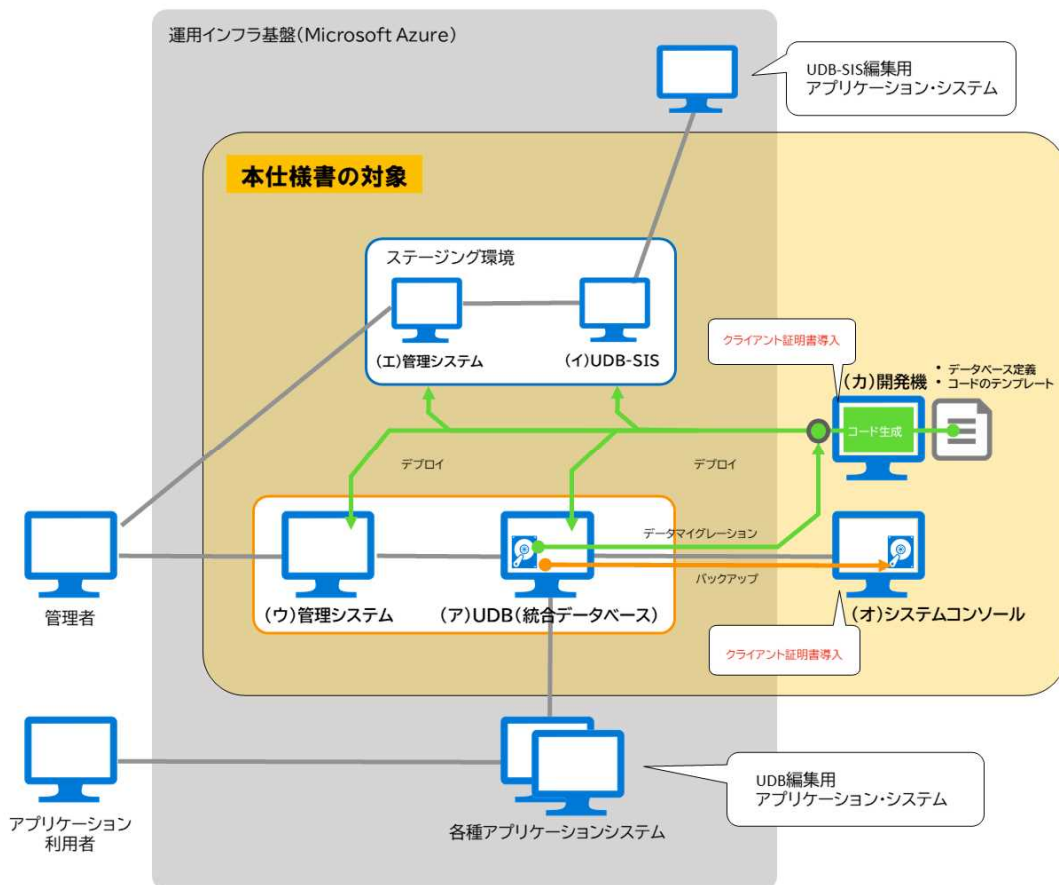 運用インフラ基盤(Microsoft Azure)
UDB-SIS編集用
アプリケーション・システム
本仕様書の対象
ステージング環境
(エ)管理システム
(イ)UDB-SIS
クライアント証明書導入
(カ)開発機
・データベース定義
・コードのテンプレート
コード生成
デプロイ
デプロイ
データマイグレーション
バックアップ
管理者
(ウ)管理システム
(ア)UDB(統合データベース)
(オ)システムコンソール
クライアント証明書導入
UDB編集用
アプリケーション・システム
アプリケーション
利用者
各種アプリケーションシステム